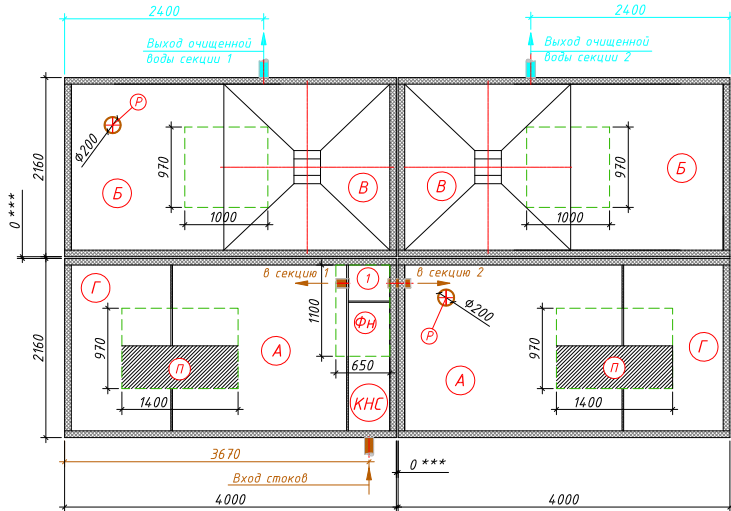 2400
2400
Выход очищенной
воды секции 1
Выход очищенной
воды секции 2
Р
Ф200
970
1000
Б
В
В
970
1000
Б
2160
0 ***
в секцию 1
в секцию 2
Г
1
1100
Фн
650
КНС
А
970
П
1400
Ф200
Р
А
970
П
1400
Г
2160
3670
Вход стоков
0 ***
4000
4000